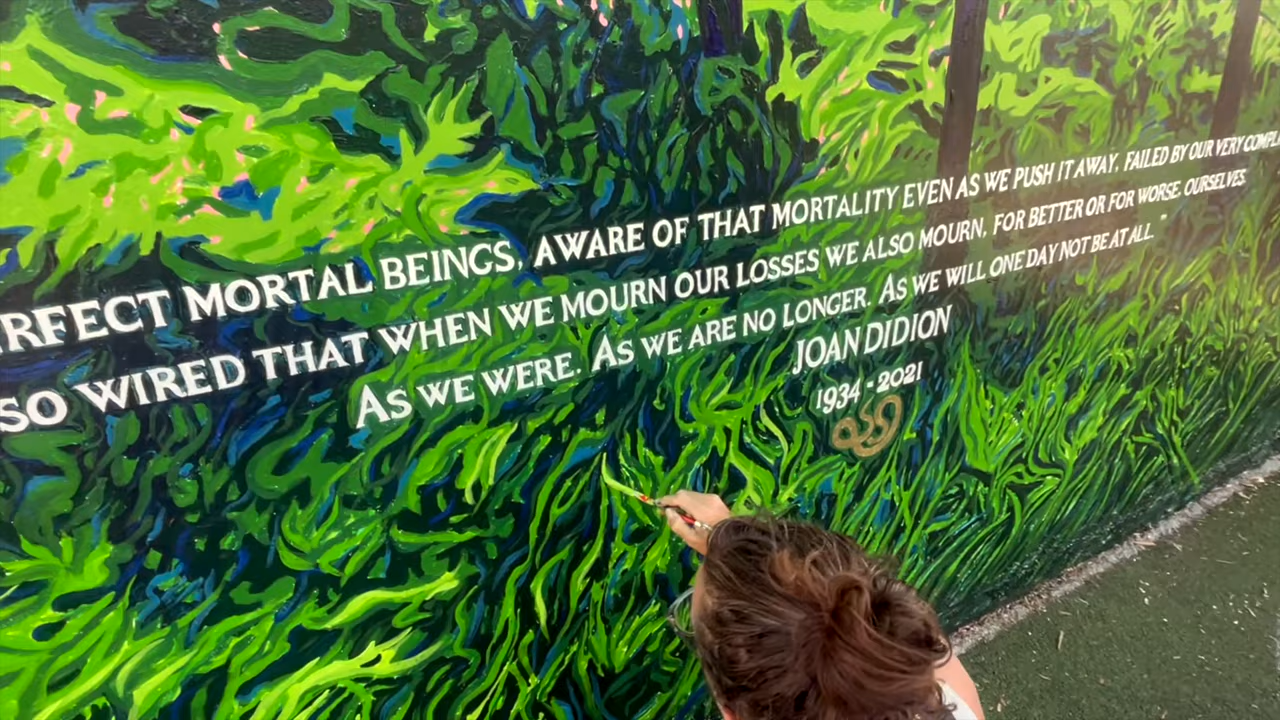 RFECT MORTAL BEINGS, AWARE OF THAT MORTALITY EVEN AS WE PUSH IT AWAY, FAILED BY OUR VERY COMPL
SO WIRED THAT WHEN WE MOURN OUR LOSSES WE ALSO MOURN, FOR BETTER OR FOR WORSE, OURSELVES.
AS WE WERE. AS WE ARE NO LONGER. AS WE WILL ONE DAY NOT BE AT ALL."
JOAN DIDION
1934 - 2021